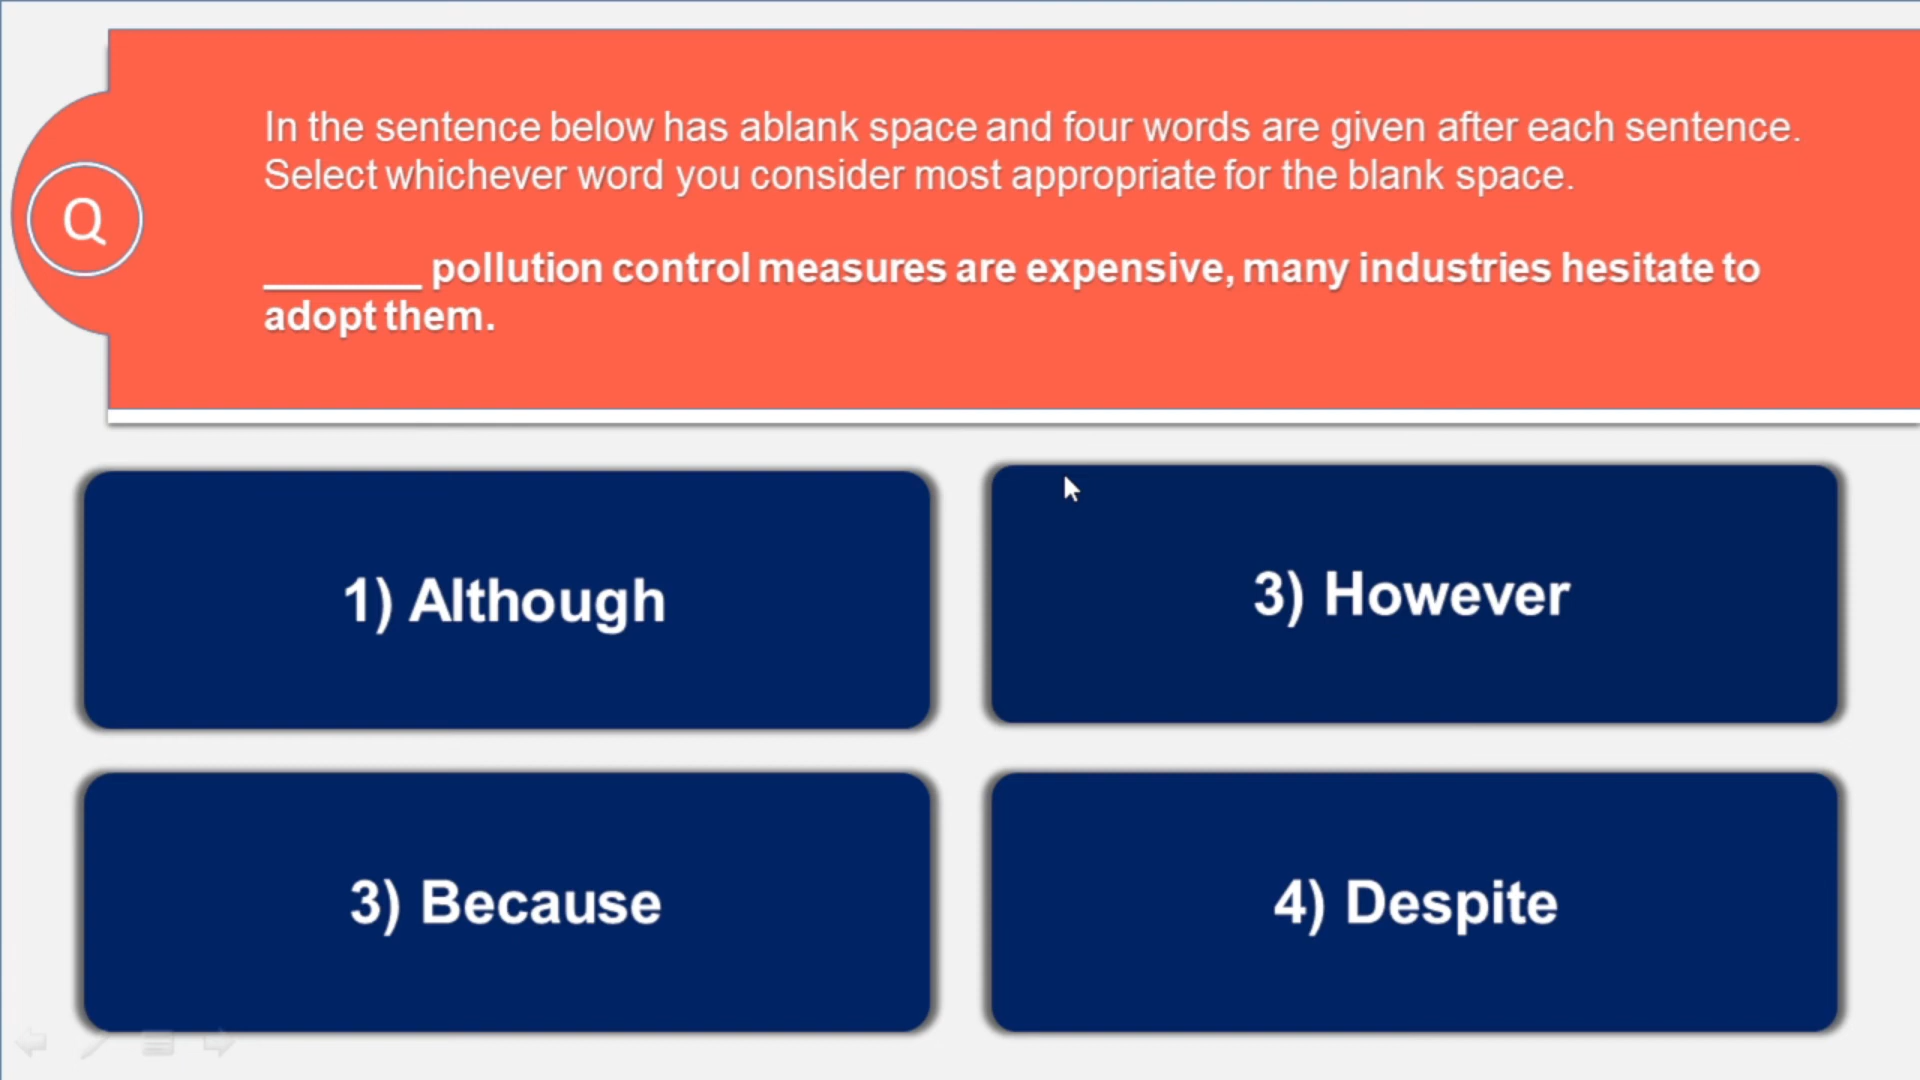 Q
In the sentence below has ablank space and four words are given after each sentence.
Select whichever word you consider most appropriate for the blank space.
_______ pollution control measures are expensive, many industries hesitate to
adopt them.
1) Although
3) However
3) Because
4) Despite